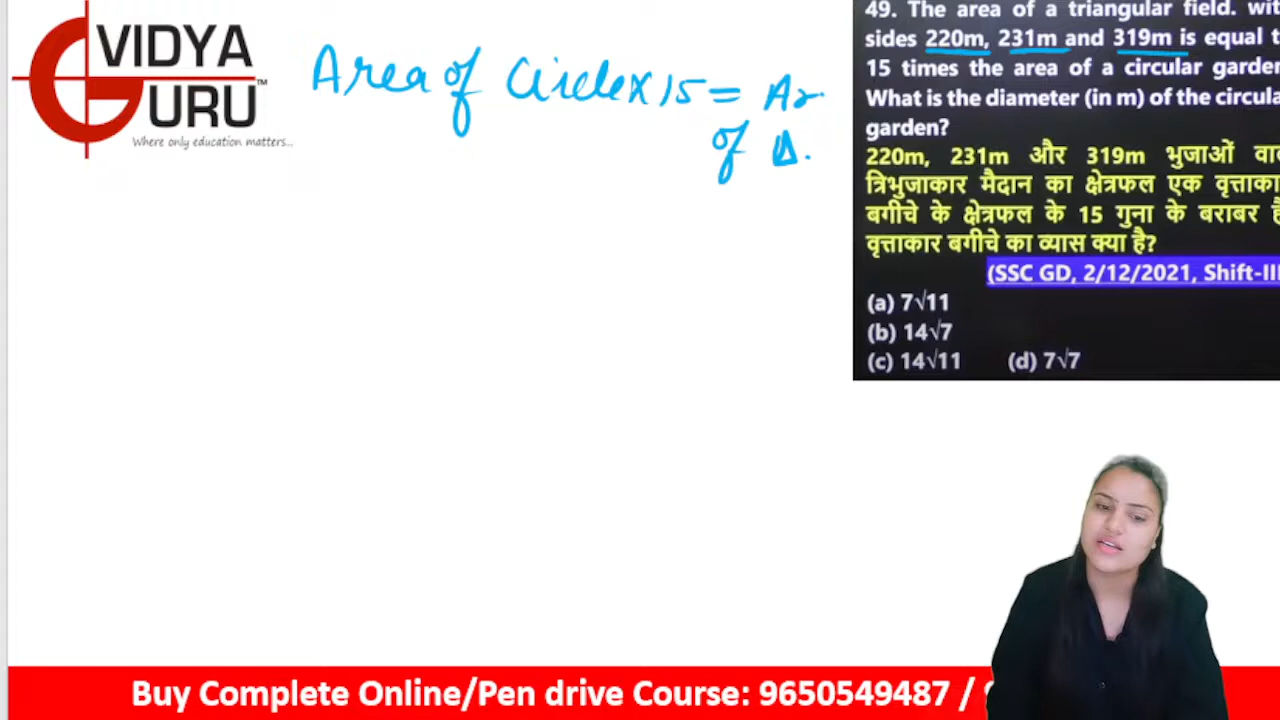 VIDYA
GURU™
Where only education matters...
Area of Circle x 15 = Ar
of Δ.
49. The area of a triangular field. wit
sides 220m, 231m and 319m is equal t
15 times the area of a circular garden
What is the diameter (in m) of the circula
garden?
220m, 231m और 319m भुजाओं वाल
त्रिभुजाकार मैदान का क्षेत्रफल एक वृत्ताका
बगीचे के क्षेत्रफल के 15 गुना के बराबर है
वृत्ताकार बगीचे का व्यास क्या है?
(SSC GD, 2/12/2021, Shift-III
(a) 7√11
(b) 14√7
(c) 14√11 (d) 7√7
Buy Complete Online/Pen drive Course: 9650549487 /